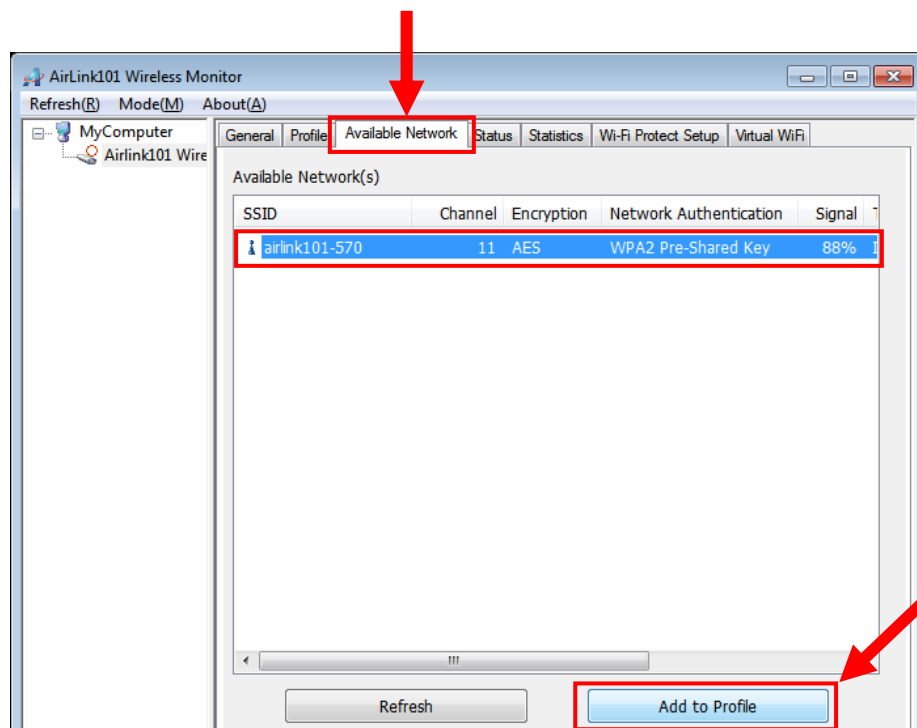 AirLink101 Wireless Monitor
Refresh(R) Mode(M) About(A)
MyComputer
Airlink101 Wire
General Profile Available Network Status Statistics Wi-Fi Protect Setup Virtual WiFi
Available Network(s)
SSID Channel Encryption Network Authentication Signal
airlink101-570 11 AES WPA2 Pre-Shared Key 88%
Refresh Add to Profile